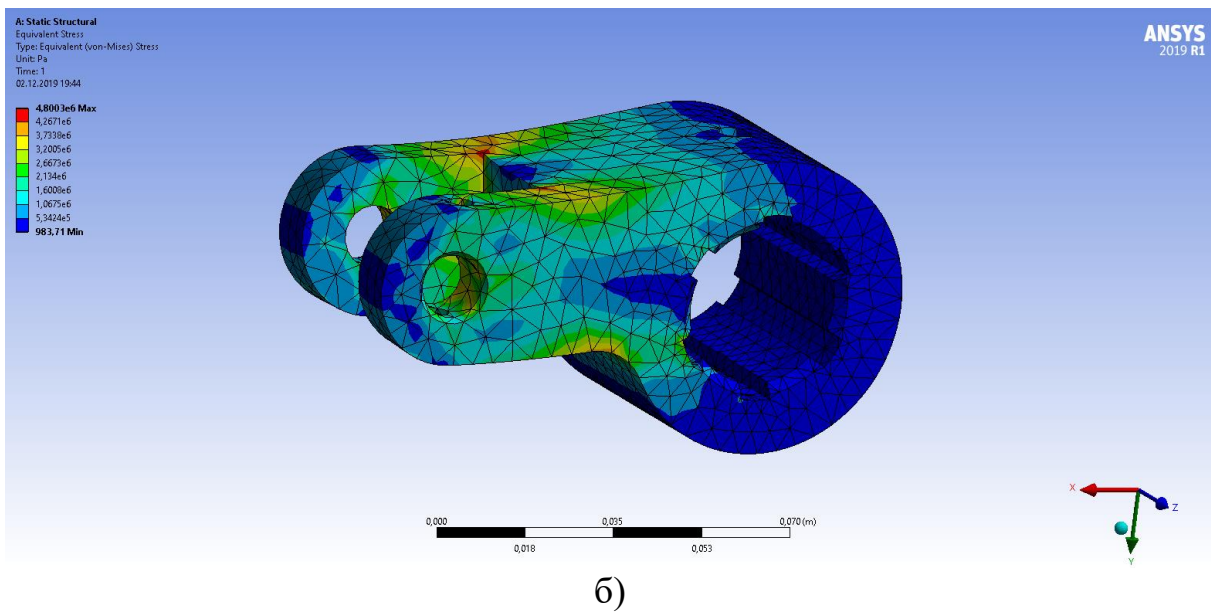 A: Static Structural
Equivalent Stress
Type: Equivalent (von-Mises) Stress
Unit: Pa
Time: 1
02.12.2019 19:44
4,8003e6 Max
4,2671e6
3,7338e6
3,2005e6
2,6673e6
2,134e6
1,6008e6
1,0675e6
5,3424e5
983,71 Min
ANSYS
2019 R1
0,000 0,035 0,070 (m)
0,018 0,053
X
Z
Y
б)